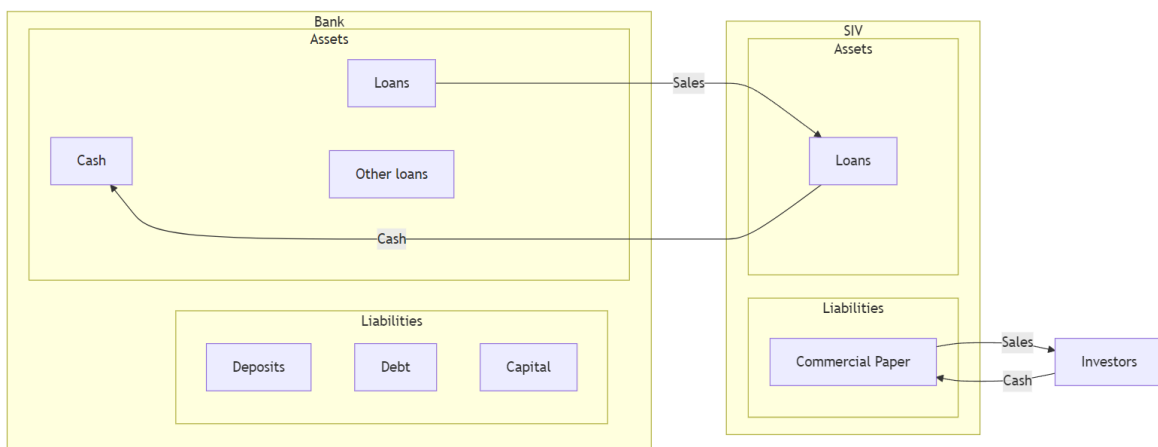 Bank
Assets
Loans
Sales
Cash
Other loans
Cash
Liabilities
Deposits
Debt
Capital
SIV
Assets
Loans
Liabilities
Commercial Paper
Sales
Cash
Investors